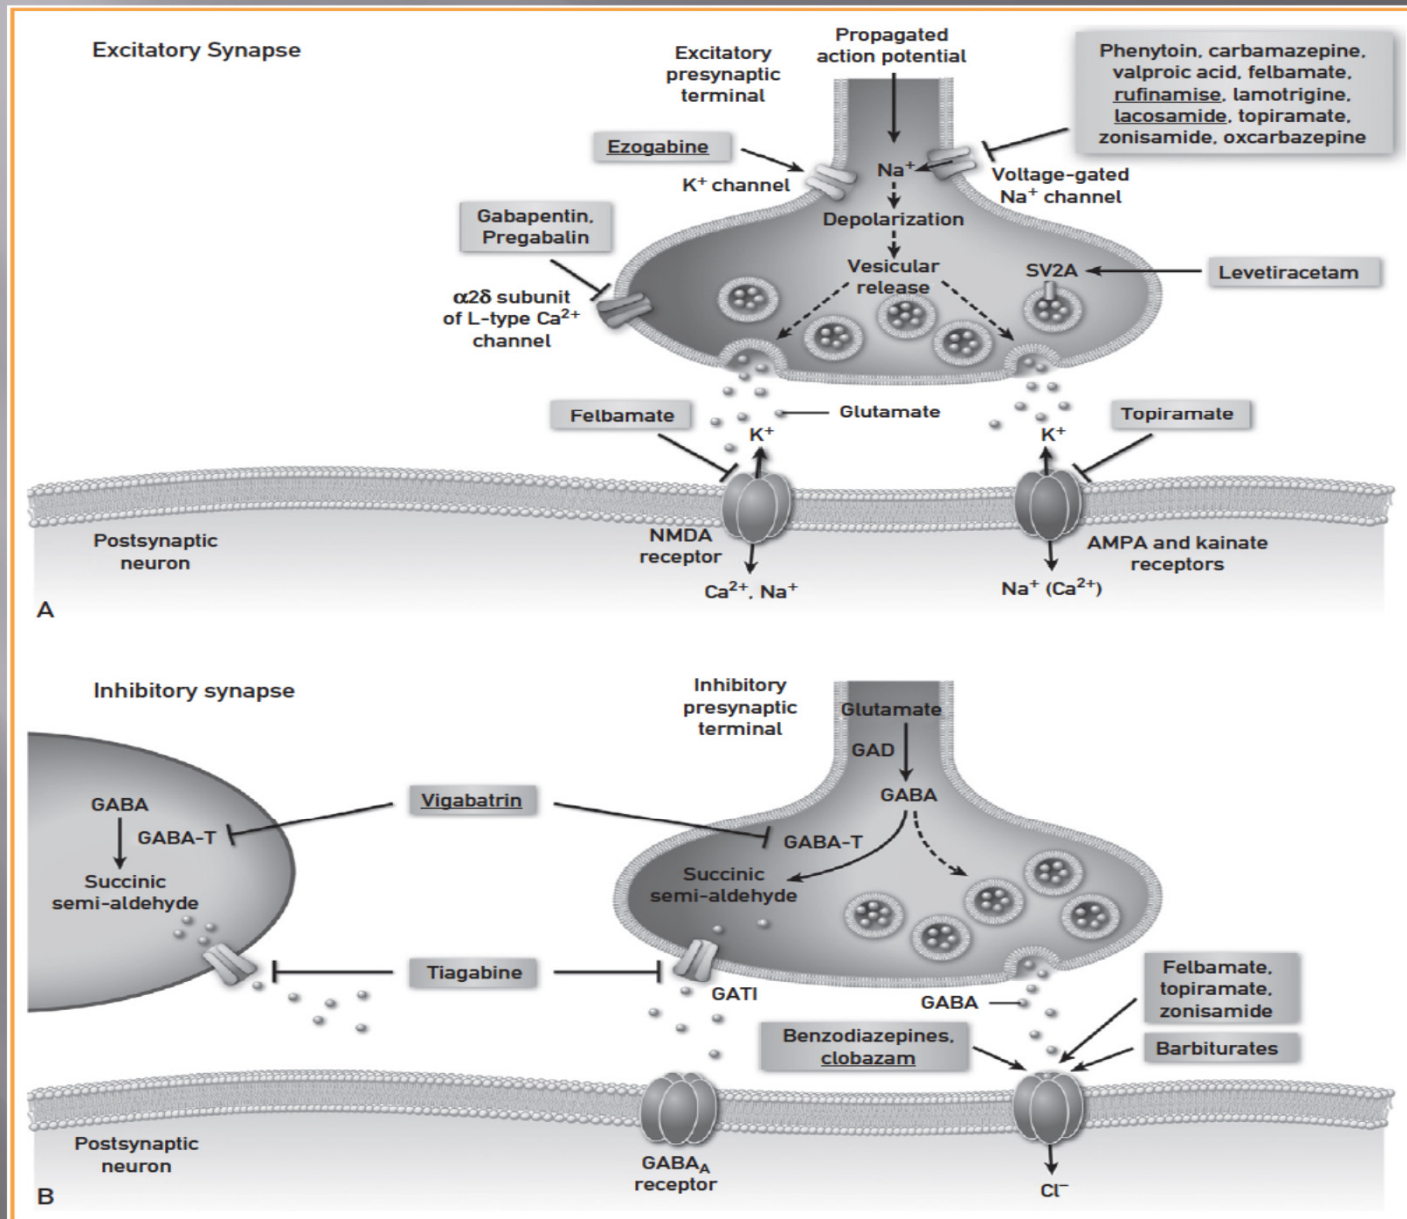 Excitatory Synapse
Excitatory
presynaptic
terminal
Propagated
action potential
Phenytoin, carbamazepine,
valproic acid, felbamate,
rufinamise, lamotrigine,
lacosamide, topiramate,
zonisamide, oxcarbazepine
Ezogabine
K⁺ channel
Na⁺
Voltage-gated
Na⁺ channel
Depolarization
Gabapentin,
Pregabalin
Vesicular
release
SV2A
Levetiracetam
α2δ subunit
of L-type Ca²⁺
channel
Felbamate
Glutamate
Topiramate
K⁺
K⁺
Postsynaptic
neuron
NMDA
receptor
AMPA and kainate
receptors
Ca²⁺, Na⁺
Na⁺ (Ca²⁺)
A
Inhibitory synapse
Inhibitory
presynaptic
terminal
Glutamate
GAD
GABA
GABA
GABA-T
Vigabatrin
GABA-T
Succinic
semi-aldehyde
Succinic
semi-aldehyde
Tiagabine
GATI
GABA
Felbamate,
topiramate,
zonisamide
Benzodiazepines,
clobazam
Barbiturates
Postsynaptic
neuron
GABA_A
receptor
Cl⁻
B